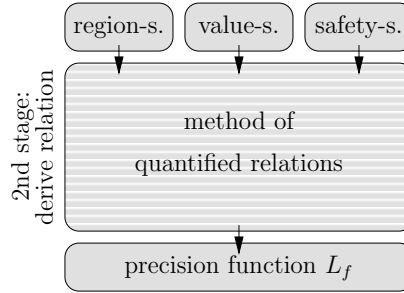 region-s. value-s. safety-s.
2nd stage:
derive relation
method of
quantified relations
precision function L_f